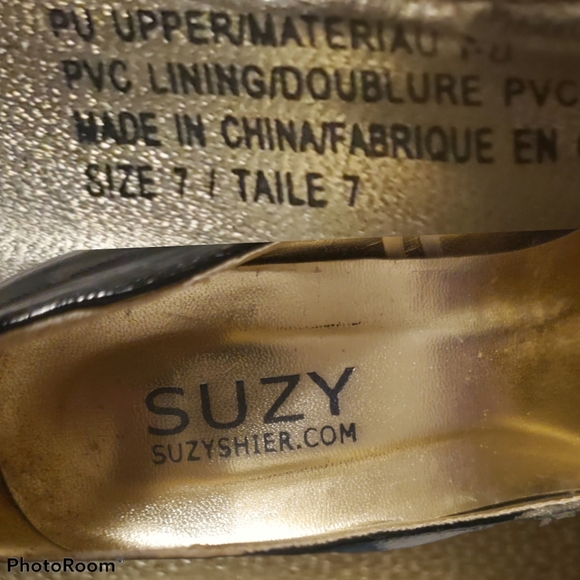 PU UPPER/MATERIAU PU
PVC LINING/DOUBLURE PVC
MADE IN CHINA/FABRIQUE EN
SIZE 7 / TAILE 7
SUZY
SUZYSHIER.COM
PhotoRoom